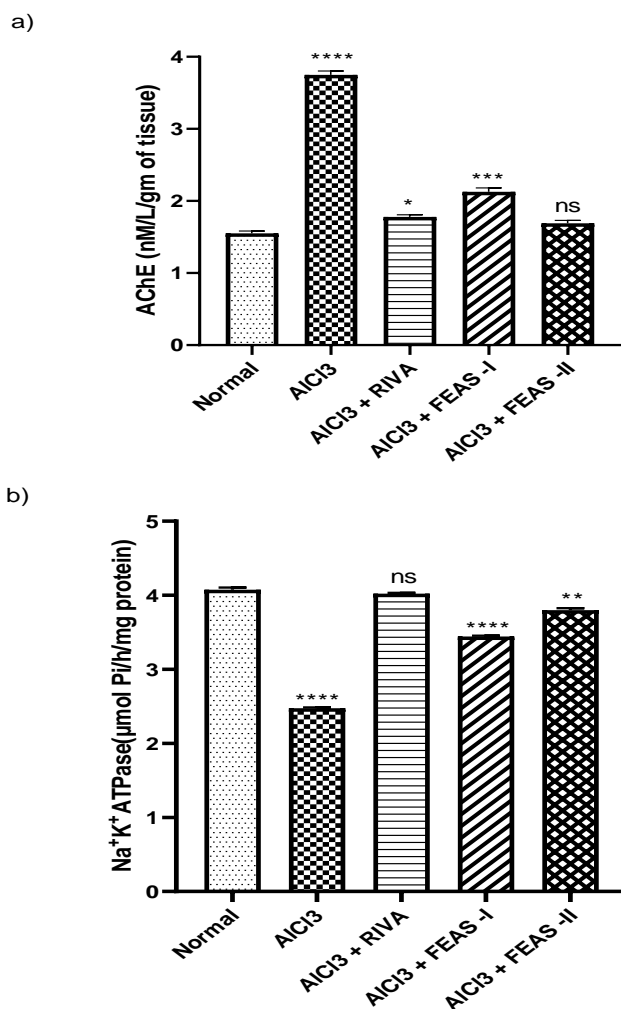 a)
AChE (nM/L/gm of tissue)
4
3
2
1
0
****
*
***
ns
Normal
AlCl3
AlCl3 + RIVA
AlCl3 + FEAS -I
AlCl3 + FEAS -II
b)
Na⁺K⁺ ATPase(µmol Pi/h/mg protein)
5
4
3
2
1
0
****
ns
****
**
Normal
AlCl3
AlCl3 + RIVA
AlCl3 + FEAS -I
AlCl3 + FEAS -II